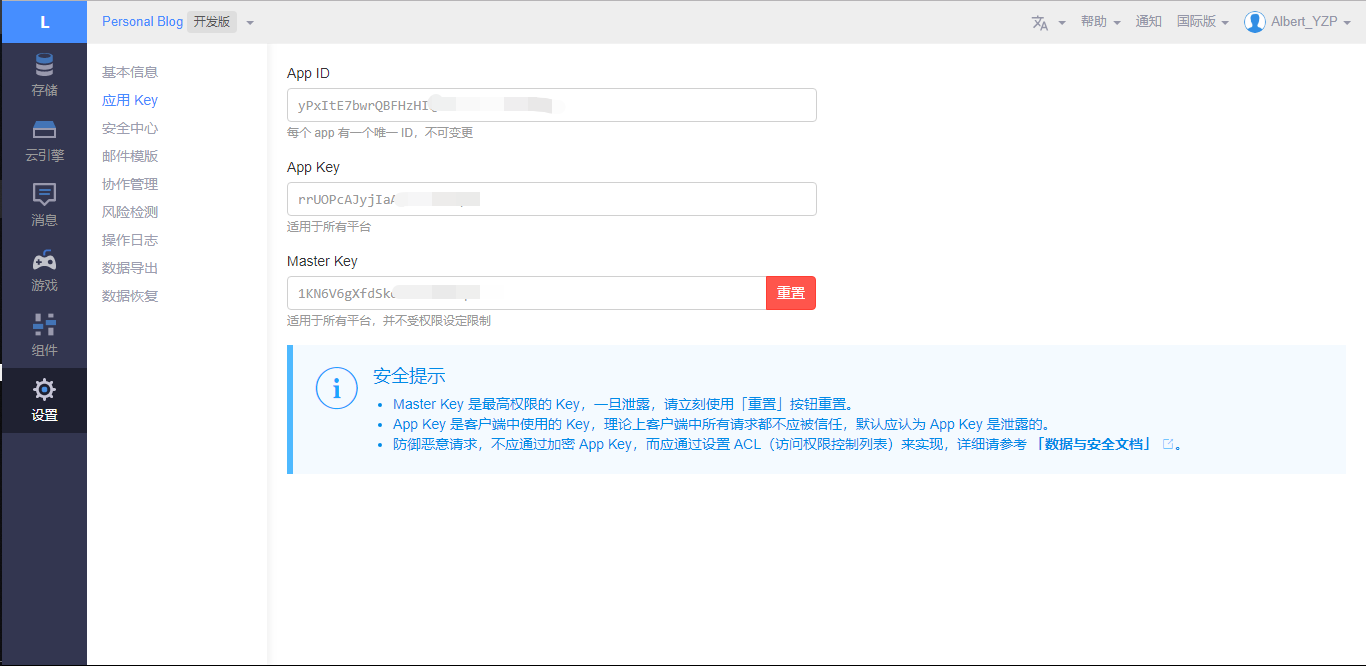 L
Personal Blog 开发版
帮助 通知 国际版 Albert_YZP
存储
云引擎
消息
游戏
组件
设置
基本信息
应用 Key
安全中心
邮件模版
协作管理
风险检测
操作日志
数据导出
数据恢复
App ID
yPxItE7bwrQBFHzHI
每个 app 有一个唯一 ID，不可变更
App Key
rrUOPcAJyjIaA
适用于所有平台
Master Key
1KN6V6gXfdSk
重置
适用于所有平台，并不受权限设定限制
安全提示
Master Key 是最高权限的 Key，一旦泄露，请立刻使用「重置」按钮重置。
App Key 是客户端中使用的 Key，理论上客户端中所有请求都不应被信任，默认应认为 App Key 是泄露的。
防御恶意请求，不应通过加密 App Key，而应通过设置 ACL（访问权限控制列表）来实现，详细请参考 「数据与安全文档」 。